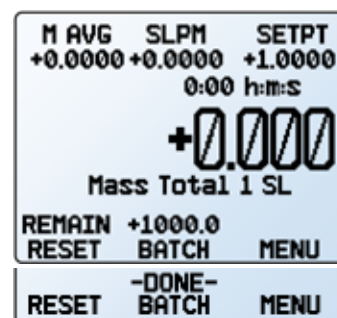 M AVG SLPM SETPT
+0.0000 +0.0000 +1.0000
0:00 h:m:s
+0.000
Mass Total 1 SL
REMAIN +1000.0
RESET BATCH MENU
-DONE-
RESET BATCH MENU